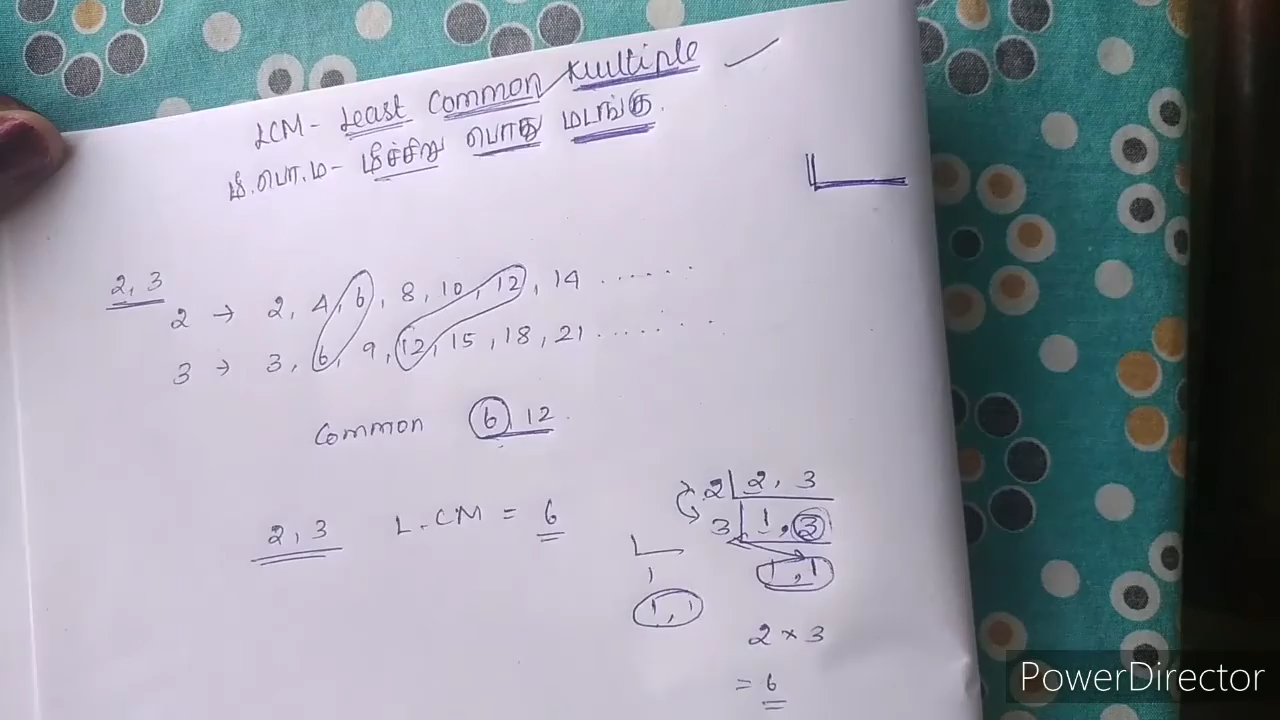 LCM - Least Common Multiple ✓
மீ.பொ.ம - மீச்சிறு பொது மடங்கு.
2, 3
2 → 2, 4, 6, 8, 10, 12, 14 ......
3 → 3, 6, 9, 12, 15, 18, 21 .......
Common 6, 12.
2, 3 L.CM = 6
2 | 2, 3
3 | 1, 3
1
1, 1
1, 1
2 × 3
= 6
PowerDirector